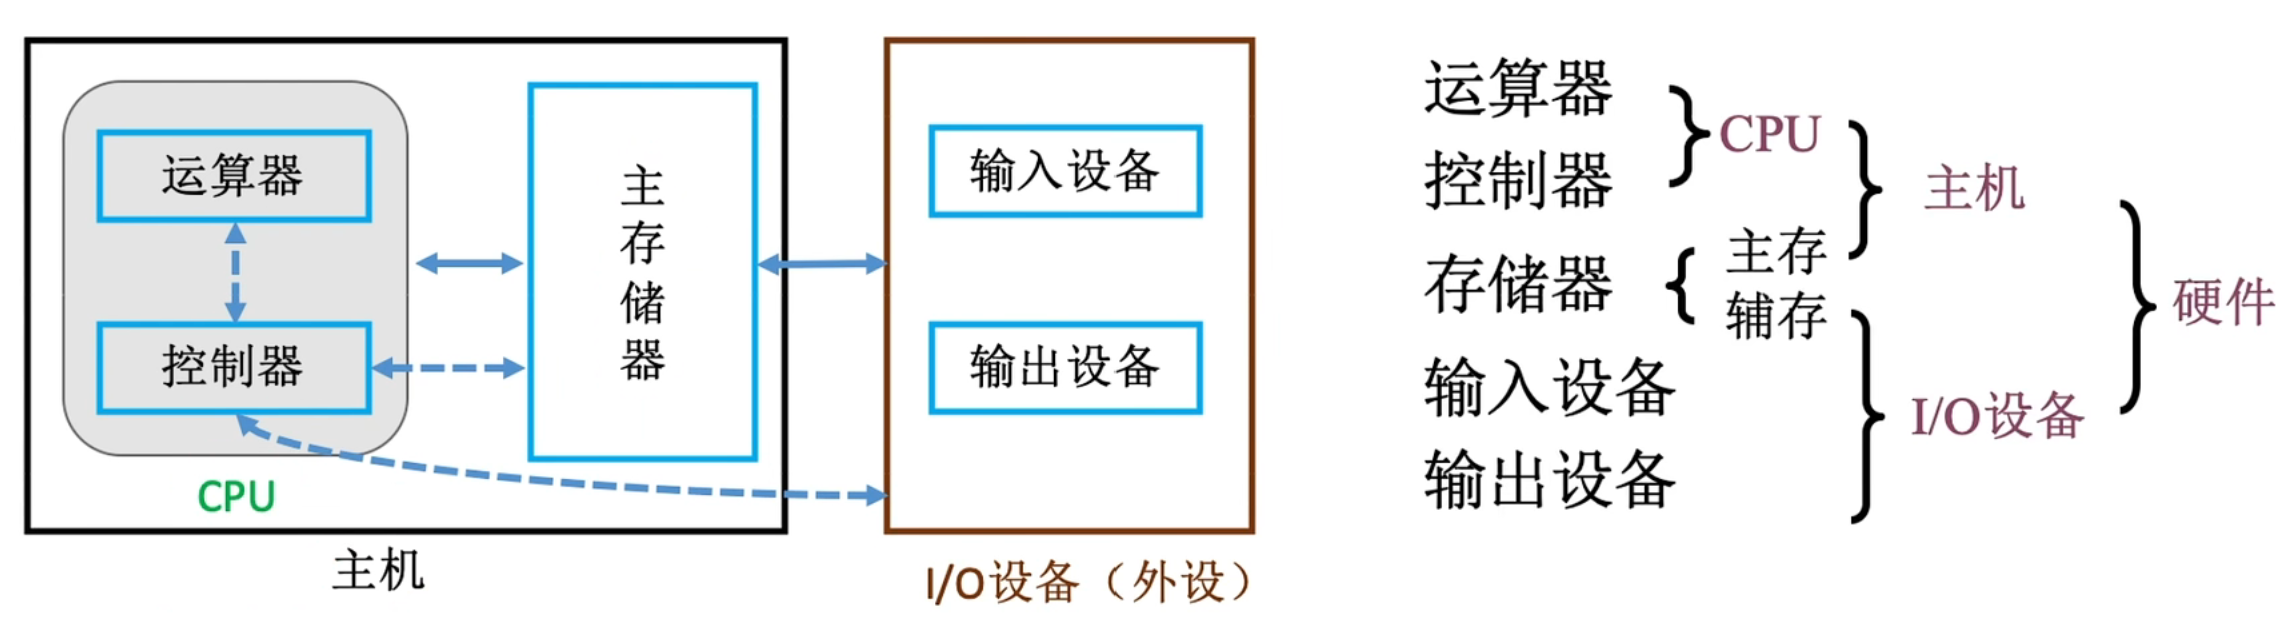 运算器
控制器
CPU
主存储器
主机
输入设备
输出设备
I/O设备（外设）
运算器
控制器
CPU
存储器
主存
辅存
主机
输入设备
输出设备
I/O设备
硬件